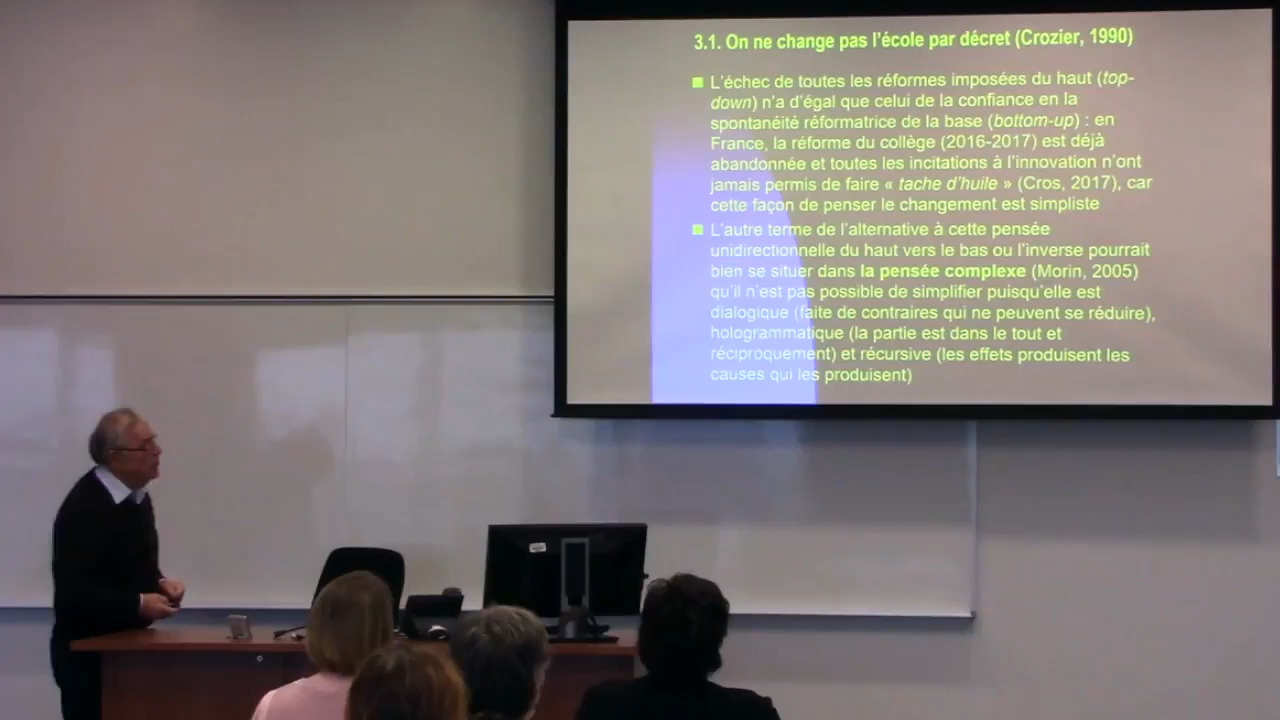 3.1. On ne change pas l'école par décret (Crozier, 1990)
L'échec de toutes les réformes imposées du haut (top-
down) n'a d'égal que celui de la confiance en la
spontanéité réformatrice de la base (bottom-up) : en
France, la réforme du collège (2016-2017) est déjà
abandonnée et toutes les incitations à l'innovation n'ont
jamais permis de faire « tache d'huile » (Cros, 2017), car
cette façon de penser le changement est simpliste
L'autre terme de l'alternative à cette pensée
unidirectionnelle du haut vers le bas ou l'inverse pourrait
bien se situer dans la pensée complexe (Morin, 2005)
qu'il n'est pas possible de simplifier puisqu'elle est
dialogique (faite de contraires qui ne peuvent se réduire),
hologrammatique (la partie est dans le tout et
réciproquement) et récursive (les effets produisent les
causes qui les produisent)